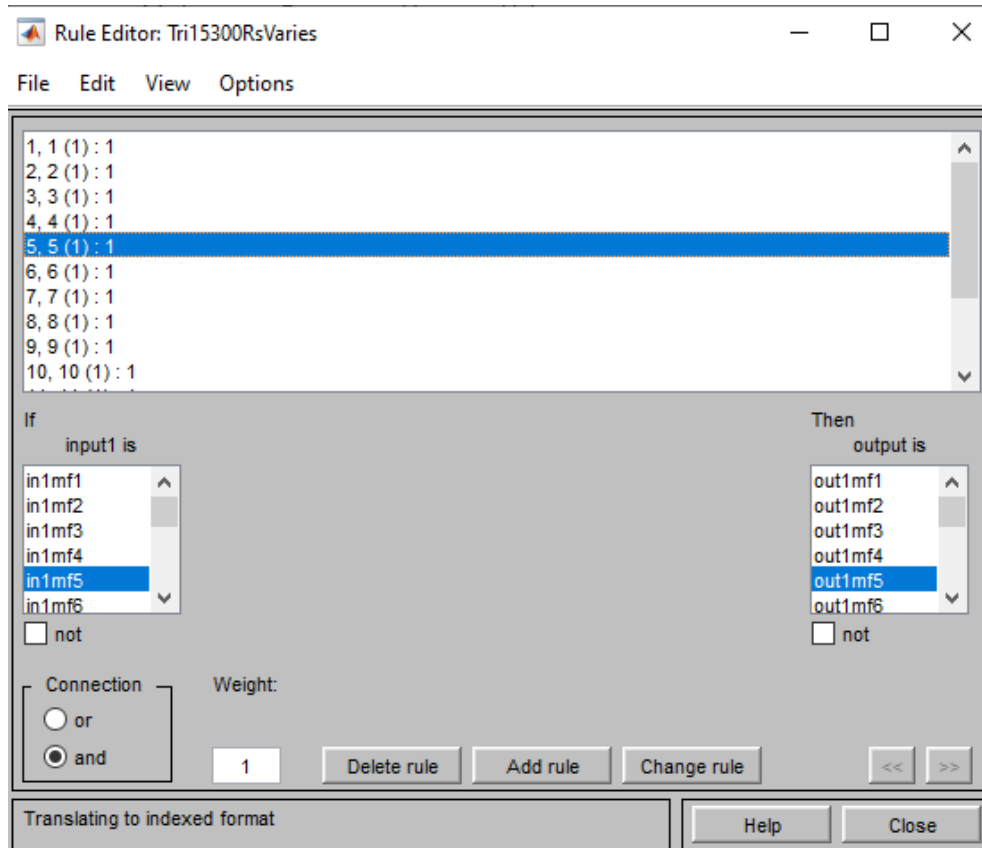 Rule Editor: Tri15300RsVaries
File Edit View Options
1, 1 (1) : 1
2, 2 (1) : 1
3, 3 (1) : 1
4, 4 (1) : 1
5, 5 (1) : 1
6, 6 (1) : 1
7, 7 (1) : 1
8, 8 (1) : 1
9, 9 (1) : 1
10, 10 (1) : 1
If
input1 is
in1mf1
in1mf2
in1mf3
in1mf4
in1mf5
in1mf6
not
Then
output is
out1mf1
out1mf2
out1mf3
out1mf4
out1mf5
out1mf6
not
Connection
or
and
Weight:
1
Delete rule
Add rule
Change rule
<<
>>
Translating to indexed format
Help
Close